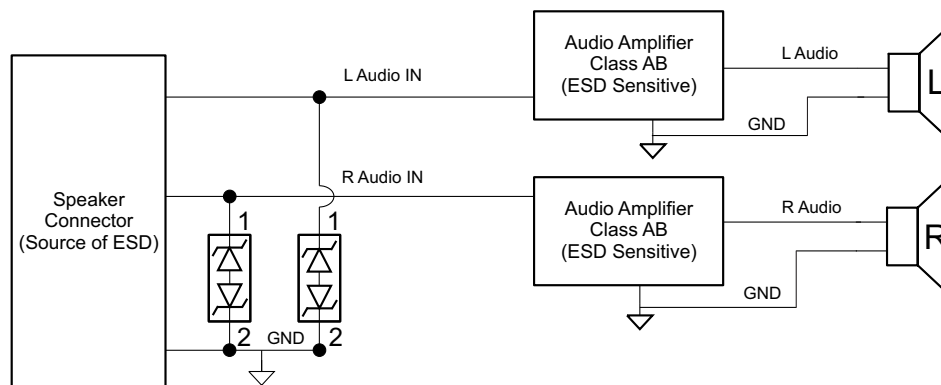 Speaker
Connector
(Source of ESD)
L Audio IN
R Audio IN
1
1
2
2
GND
Audio Amplifier
Class AB
(ESD Sensitive)
L Audio
GND
L
Audio Amplifier
Class AB
(ESD Sensitive)
R Audio
GND
R